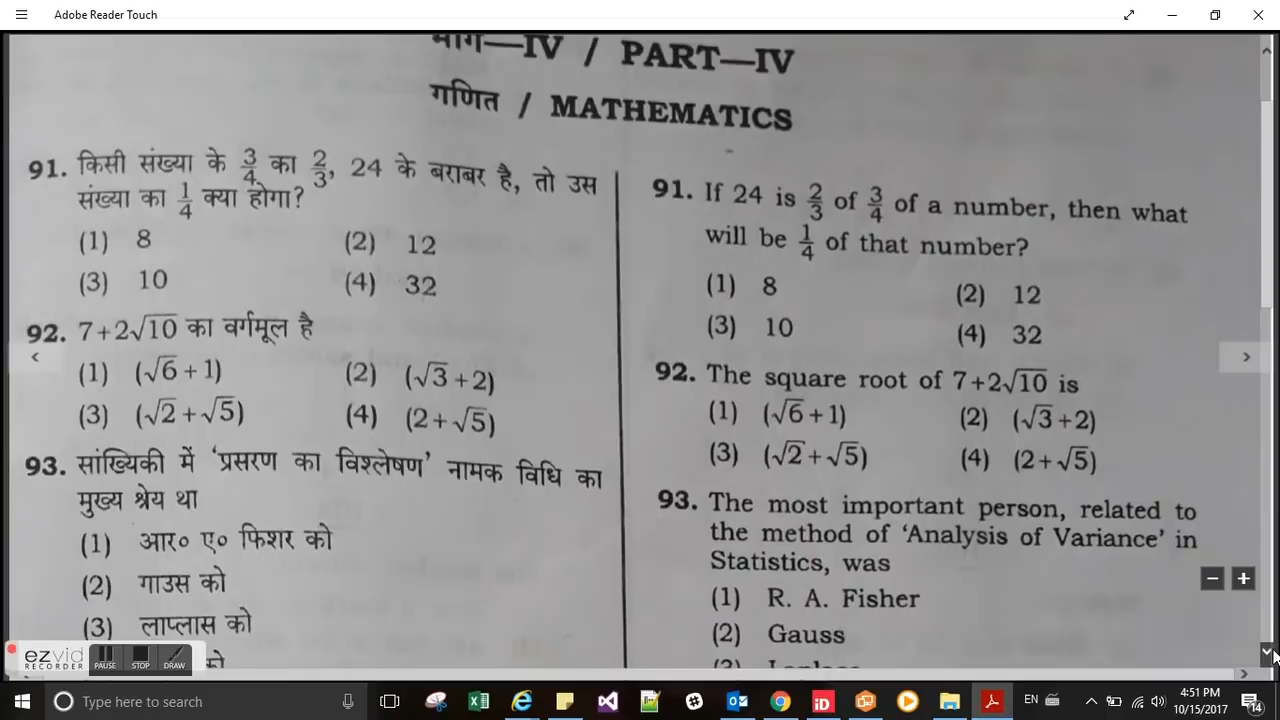 Adobe Reader Touch
भाग—IV / PART—IV
गणित / MATHEMATICS
91. किसी संख्या के 3/4 का 2/3, 24 के बराबर है, तो उस
संख्या का 1/4 क्या होगा?
(1) 8 (2) 12
(3) 10 (4) 32
92. 7+2√10 का वर्गमूल है
(1) (√6+1) (2) (√3+2)
(3) (√2+√5) (4) (2+√5)
93. सांख्यिकी में ‘प्रसरण का विश्लेषण’ नामक विधि का
मुख्य श्रेय था
(1) आर० ए० फिशर को
(2) गाउस को
(3) लाप्लास को
को
91. If 24 is 2/3 of 3/4 of a number, then what
will be 1/4 of that number?
(1) 8 (2) 12
(3) 10 (4) 32
92. The square root of 7+2√10 is
(1) (√6+1) (2) (√3+2)
(3) (√2+√5) (4) (2+√5)
93. The most important person, related to
the method of ‘Analysis of Variance’ in
Statistics, was
(1) R. A. Fisher
(2) Gauss
(3) Laplace
ezvid
RECORDER
PAUSE STOP DRAW
Type here to search
EN
4:51 PM
10/15/2017
14